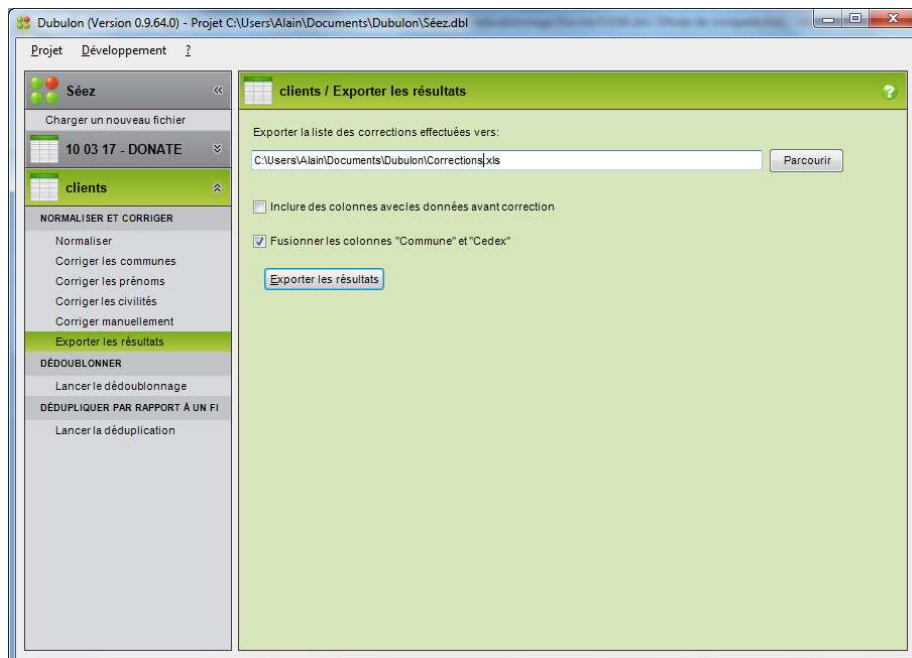 Dubulon (Version 0.9.64.0) - Projet C:\Users\Alain\Documents\Dubulon\Séez.dbl
Projet Développement ?
Séez
Charger un nouveau fichier
10 03 17 - DONATE
clients
NORMALISER ET CORRIGER
Normaliser
Corriger les communes
Corriger les prénoms
Corriger les civilités
Corriger manuellement
Exporter les résultats
DÉDOUBLONNER
Lancer le dédoublonnage
DÉDUPLIQUER PAR RAPPORT À UN FI
Lancer la déduplication
clients / Exporter les résultats
?
Exporter la liste des corrections effectuées vers:
C:\Users\Alain\Documents\Dubulon\Corrections.xls
Parcourir
Inclure des colonnes avec les données avant correction
Fusionner les colonnes "Commune" et "Cedex"
Exporter les résultats